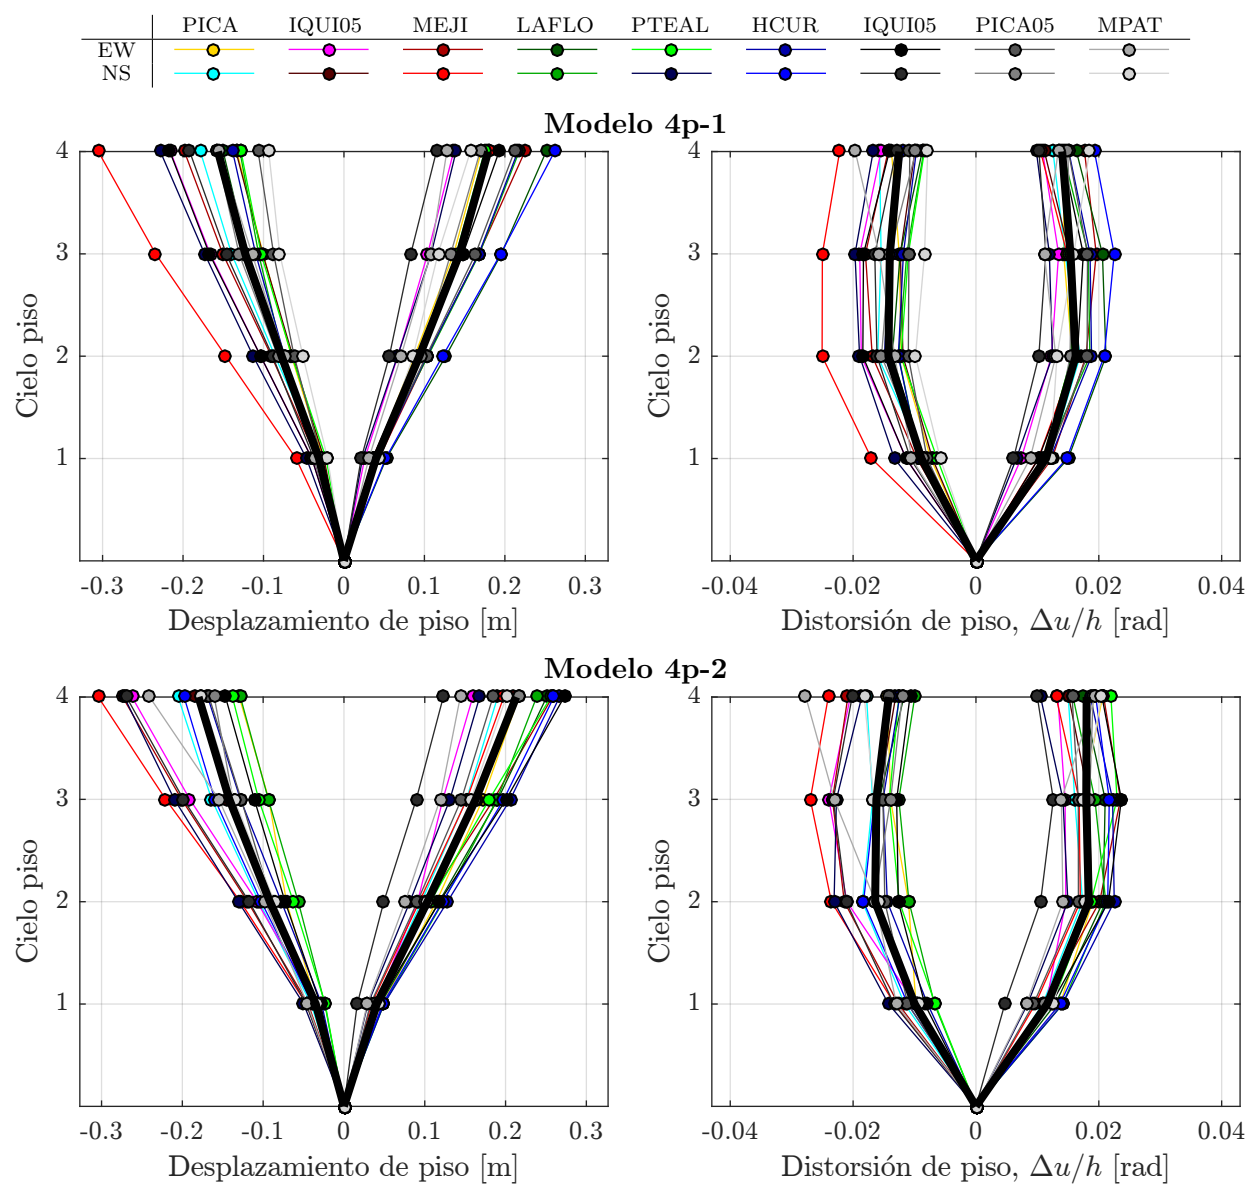 PICA IQUI05 MEJI LAFLO PTEAL HCUR IQUI05 PICA05 MPAT
EW
NS
Modelo 4p-1
4
3
2
1
Cielo piso
-0.3 -0.2 -0.1 0 0.1 0.2 0.3
Desplazamiento de piso [m]
4
3
2
1
Cielo piso
-0.04 -0.02 0 0.02 0.04
Distorsión de piso, Δu/h [rad]
Modelo 4p-2
4
3
2
1
Cielo piso
-0.3 -0.2 -0.1 0 0.1 0.2 0.3
Desplazamiento de piso [m]
4
3
2
1
Cielo piso
-0.04 -0.02 0 0.02 0.04
Distorsión de piso, Δu/h [rad]